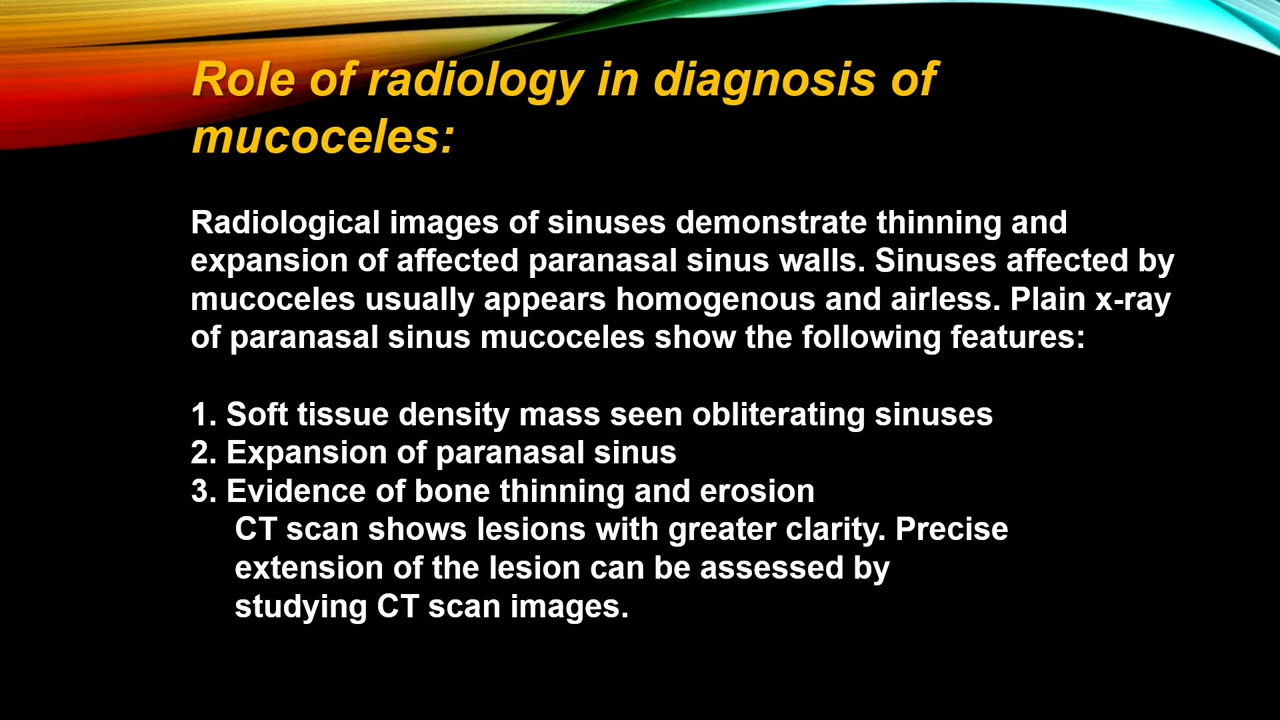 Role of radiology in diagnosis of
mucoceles:
Radiological images of sinuses demonstrate thinning and
expansion of affected paranasal sinus walls. Sinuses affected by
mucoceles usually appears homogenous and airless. Plain x-ray
of paranasal sinus mucoceles show the following features:
1. Soft tissue density mass seen obliterating sinuses
2. Expansion of paranasal sinus
3. Evidence of bone thinning and erosion
CT scan shows lesions with greater clarity. Precise
extension of the lesion can be assessed by
studying CT scan images.